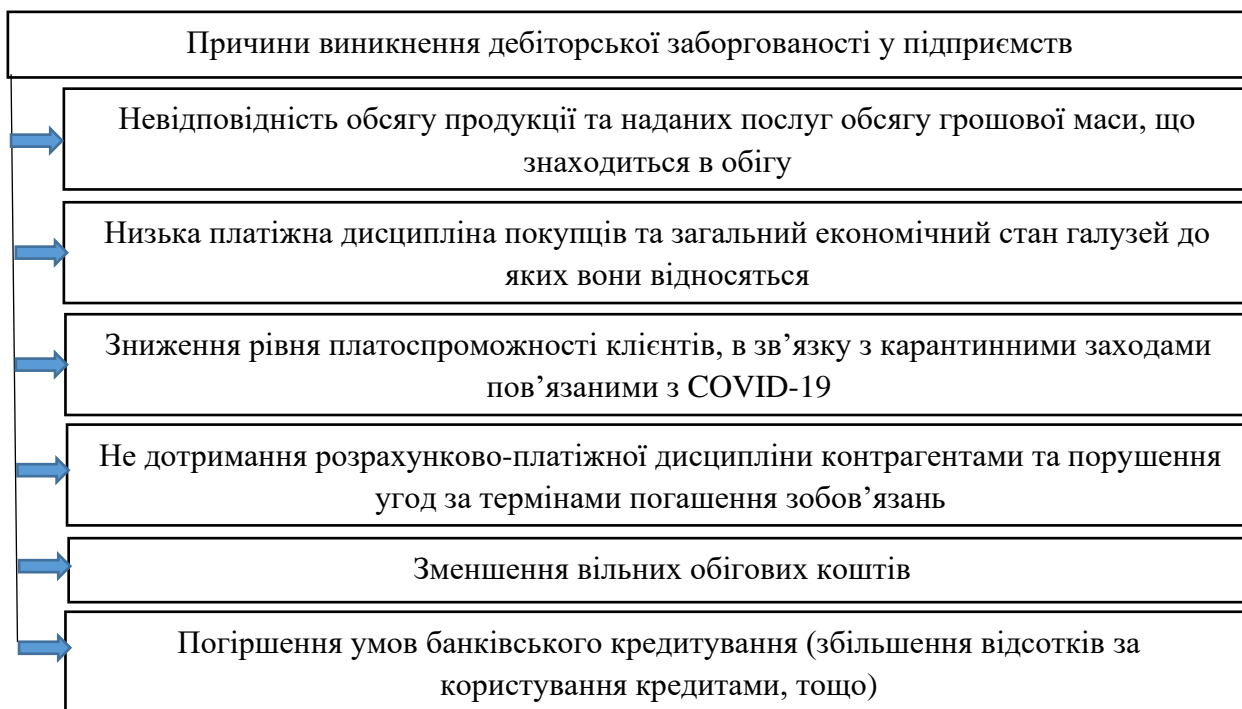 Причини виникнення дебіторської заборгованості у підприємств
Невідповідність обсягу продукції та наданих послуг обсягу грошової маси, що
знаходиться в обігу
Низька платіжна дисципліна покупців та загальний економічний стан галузей до
яких вони відносяться
Зниження рівня платоспроможності клієнтів, в зв’язку з карантинними заходами
пов’язаними з COVID-19
Не дотримання розрахунково-платіжної дисципліни контрагентами та порушення
угод за термінами погашення зобов’язань
Зменшення вільних обігових коштів
Погіршення умов банківського кредитування (збільшення відсотків за
користування кредитами, тощо)